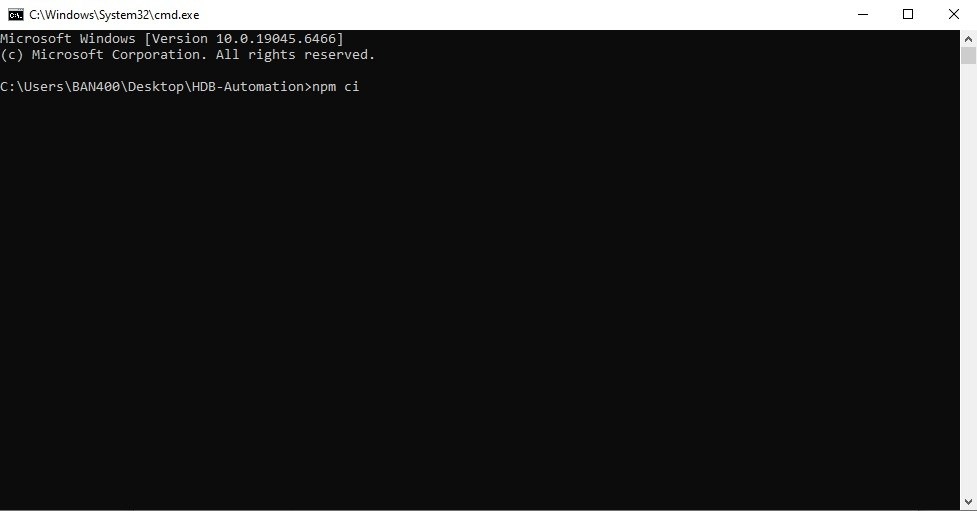 C:\Windows\System32\cmd.exe
Microsoft Windows [Version 10.0.19045.6466]
(c) Microsoft Corporation. All rights reserved.
C:\Users\BAN400\Desktop\HDB-Automation>npm ci